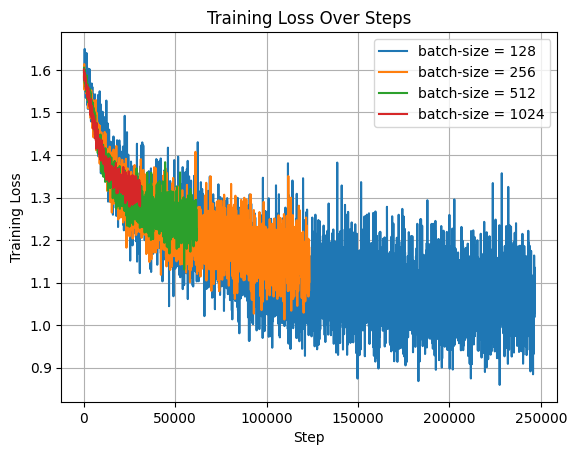 Training Loss Over Steps
batch-size = 128
batch-size = 256
batch-size = 512
batch-size = 1024
Training Loss
1.6
1.5
1.4
1.3
1.2
1.1
1.0
0.9
0
50000
100000
150000
200000
250000
Step